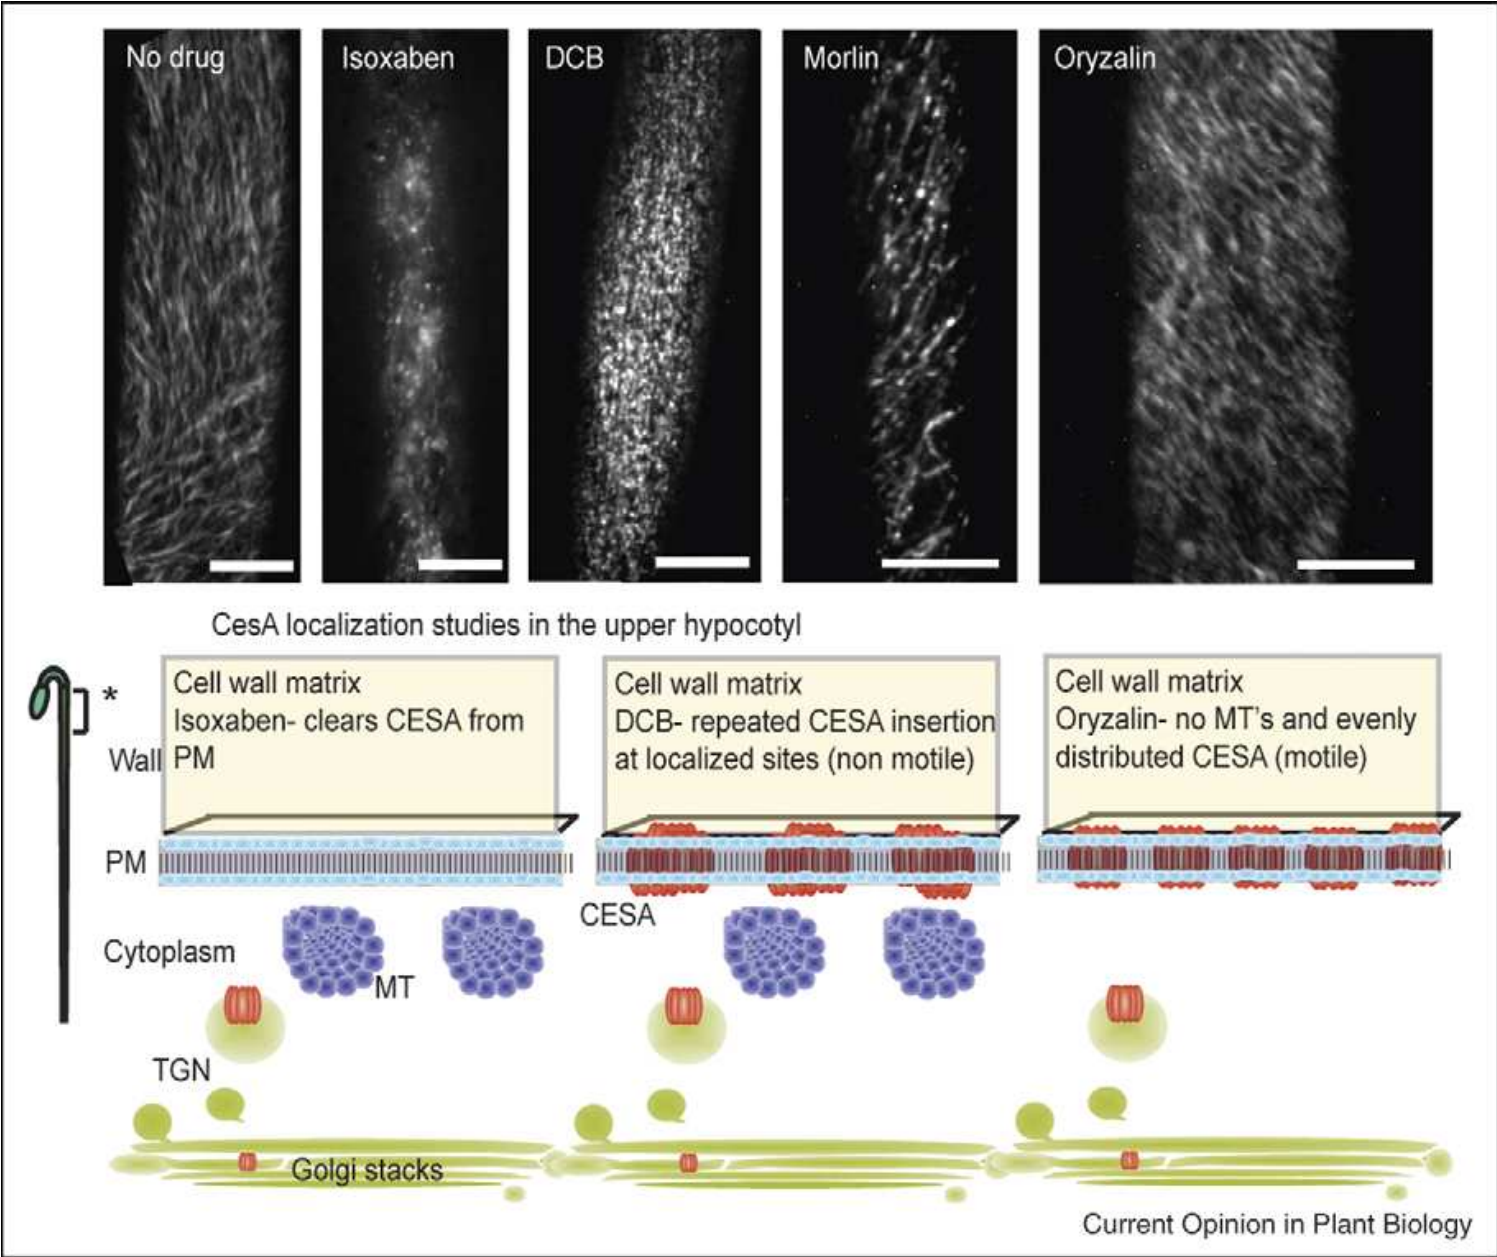 No drug
Isoxaben
DCB
Morlin
Oryzalin
CesA localization studies in the upper hypocotyl
*
Cell wall matrix
Isoxaben- clears CESA from
PM
Cell wall matrix
DCB- repeated CESA insertion
at localized sites (non motile)
Cell wall matrix
Oryzalin- no MT's and evenly
distributed CESA (motile)
Wall
PM
CESA
Cytoplasm
MT
TGN
Golgi stacks
Current Opinion in Plant Biology